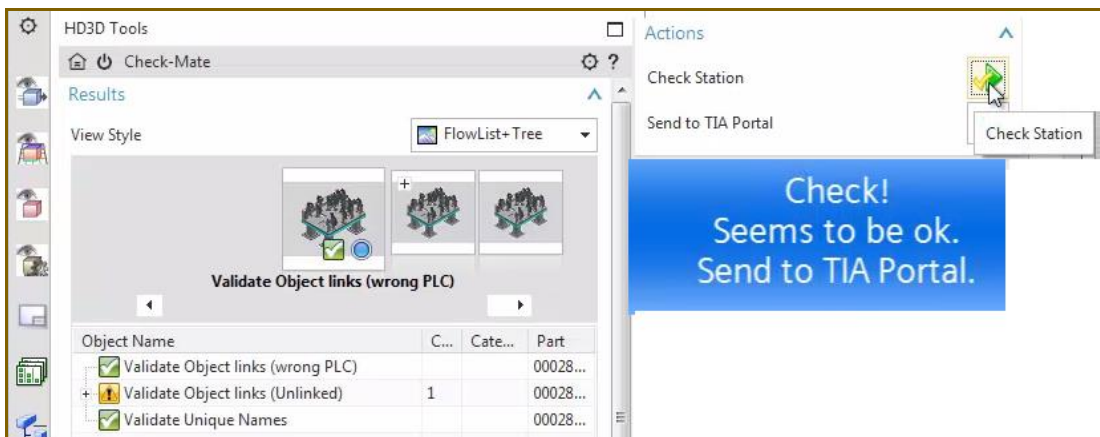 HD3D Tools
Check-Mate
?
Results
View Style
FlowList+Tree
+
Validate Object links (wrong PLC)
Object Name C... Cate... Part
Validate Object links (wrong PLC) 00028...
+ Validate Object links (Unlinked) 1 00028...
Validate Unique Names 00028...
Actions
Check Station
Send to TIA Portal
Check Station
Check!
Seems to be ok.
Send to TIA Portal.